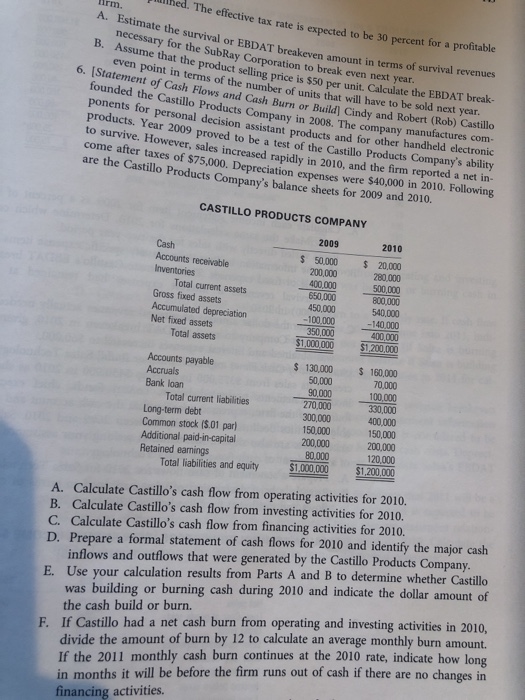 firm.
The effective tax rate is expected to be 30 percent for a profitable
A. Estimate the survival or EBDAT breakeven amount in terms of survival revenues
necessary for the SubRay Corporation to break even next year.
B. Assume that the product selling price is $50 per unit. Calculate the EBDAT break-
even point in terms of the number of units that will have to be sold next year.
6. [Statement of Cash Flows and Cash Burn or Build] Cindy and Robert (Rob) Castillo
founded the Castillo Products Company in 2008. The company manufactures com-
ponents for personal decision assistant products and for other handheld electronic
products. Year 2009 proved to be a test of the Castillo Products Company's ability
to survive. However, sales increased rapidly in 2010, and the firm reported a net in-
come after taxes of $75,000. Depreciation expenses were $40,000 in 2010. Following
are the Castillo Products Company's balance sheets for 2009 and 2010.
CASTILLO PRODUCTS COMPANY
2009 2010
Cash $ 50,000 $ 20,000
Accounts receivable 200,000 280,000
Inventories 400,000 500,000
Total current assets 650,000 800,000
Gross fixed assets 450,000 540,000
Accumulated depreciation -100,000 -140,000
Net fixed assets 350,000 400,000
Total assets $1,000,000 $1,200,000
Accounts payable $ 130,000 $ 160,000
Accruals 50,000 70,000
Bank loan 90,000 100,000
Total current liabilities 270,000 330,000
Long-term debt 300,000 400,000
Common stock ($.01 par) 150,000 150,000
Additional paid-in-capital 200,000 200,000
Retained earnings 80,000 120,000
Total liabilities and equity $1,000,000 $1,200,000
A. Calculate Castillo's cash flow from operating activities for 2010.
B. Calculate Castillo's cash flow from investing activities for 2010.
C. Calculate Castillo's cash flow from financing activities for 2010.
D. Prepare a formal statement of cash flows for 2010 and identify the major cash
inflows and outflows that were generated by the Castillo Products Company.
E. Use your calculation results from Parts A and B to determine whether Castillo
was building or burning cash during 2010 and indicate the dollar amount of
the cash build or burn.
F. If Castillo had a net cash burn from operating and investing activities in 2010,
divide the amount of burn by 12 to calculate an average monthly burn amount.
If the 2011 monthly cash burn continues at the 2010 rate, indicate how long
in months it will be before the firm runs out of cash if there are no changes in
financing activities.